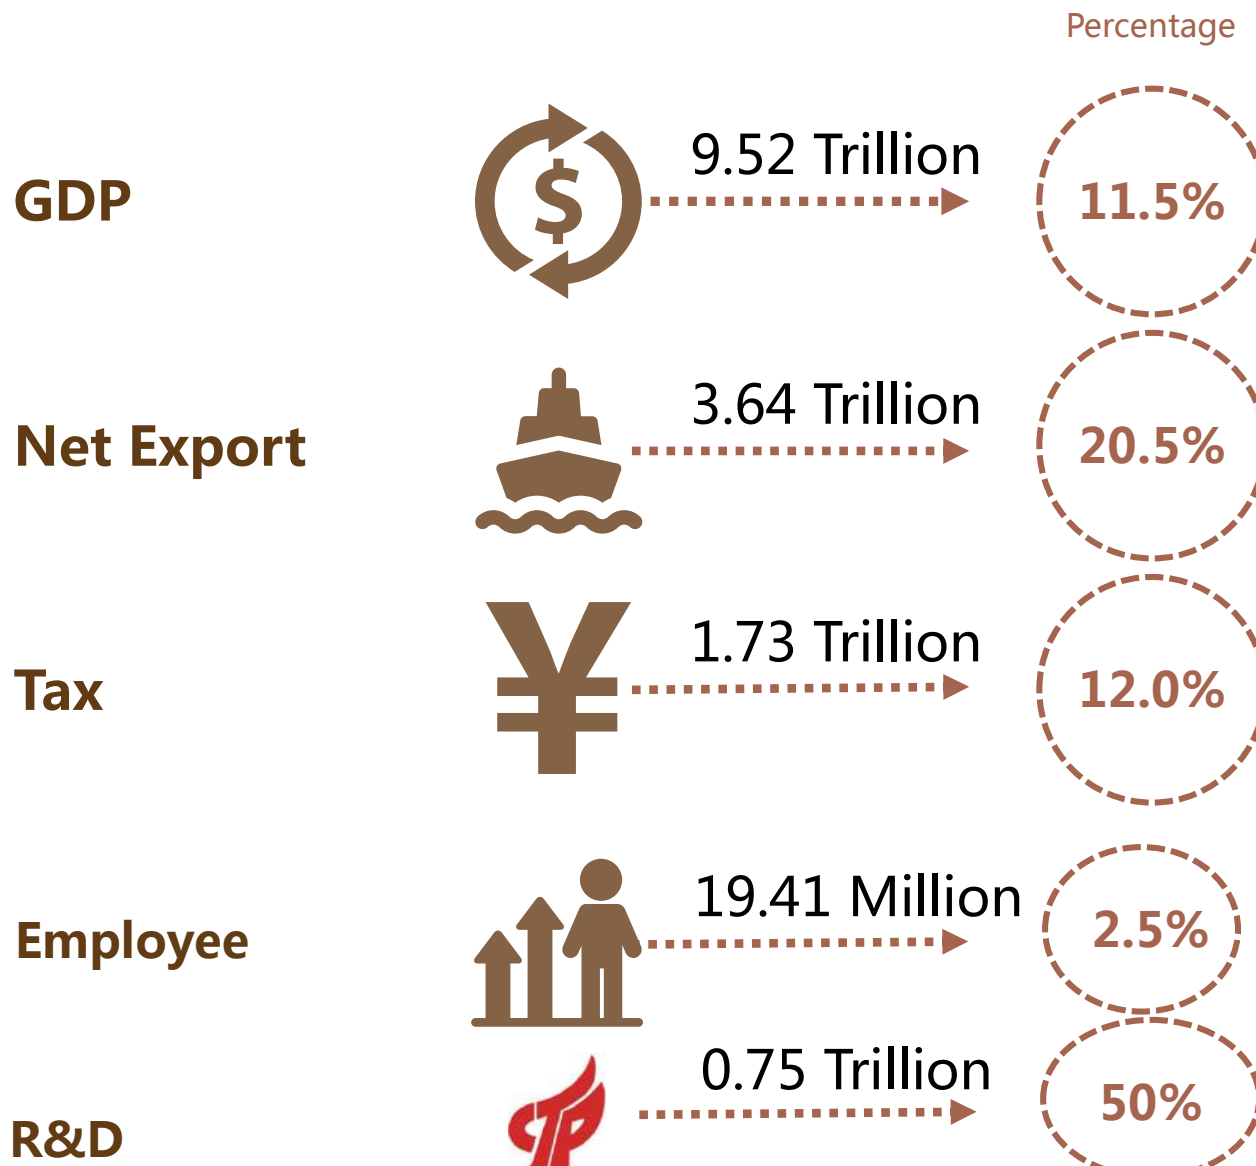 Percentage
GDP
$
9.52 Trillion
11.5%
Net Export
3.64 Trillion
20.5%
Tax
¥
1.73 Trillion
12.0%
Employee
19.41 Million
2.5%
R&D
0.75 Trillion
50%